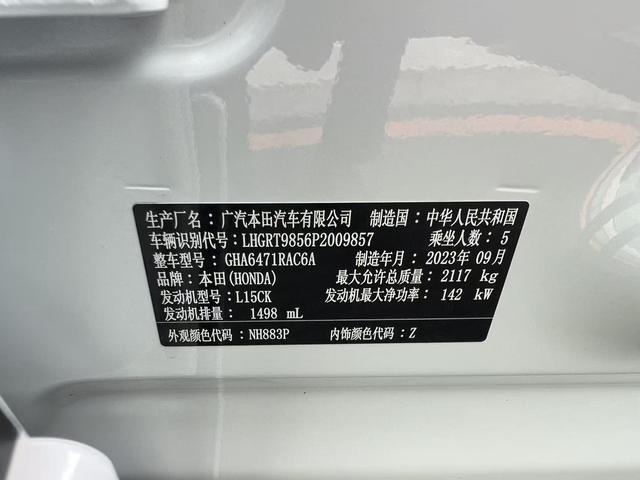 生产厂名：广汽本田汽车有限公司 制造国：中华人民共和国
车辆识别代号：LHGRT9856P2009857 乘坐人数：5
整车型号：GHA6471RAC6A 制造年月：2023年09月
品牌：本田(HONDA) 最大允许总质量：2117 kg
发动机型号：L15CK 发动机最大净功率：142 kW
发动机排量：1498 mL
外观颜色代码：NH883P 内饰颜色代码：Z